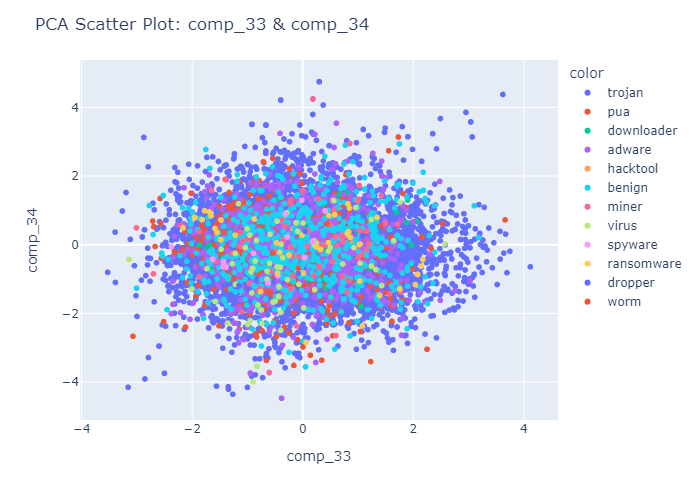 PCA Scatter Plot: comp_33 & comp_34
color
trojan
pua
downloader
adware
hacktool
benign
miner
virus
spyware
ransomware
dropper
worm
comp_34
4
2
0
−2
−4
−4
−2
0
2
4
comp_33